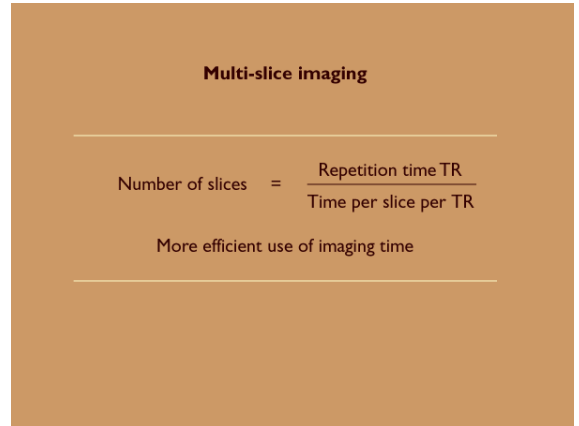 Multi-slice imaging
Number of slices = Repetition time TR
Time per slice per TR
More efficient use of imaging time